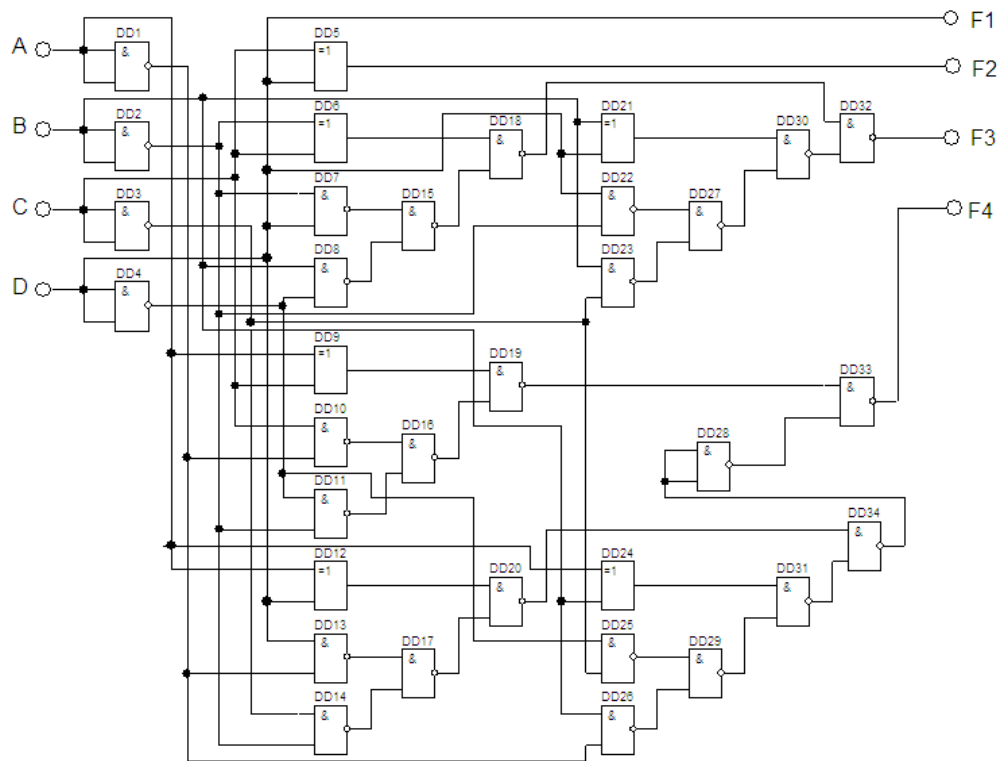 F1
A
DD1
&
DD5
=1
F2
B
DD2
&
DD6
=1
DD18
&
DD21
=1
DD30
&
DD32
&
F3
C
DD3
&
DD7
&
DD15
&
DD22
&
DD27
&
F4
D
DD4
&
DD8
&
DD23
&
DD9
=1
DD19
&
DD33
&
DD10
&
DD16
&
DD28
&
DD11
&
DD34
&
DD12
=1
DD20
&
DD24
=1
DD31
&
DD13
&
DD17
&
DD25
&
DD29
&
DD14
&
DD26
&